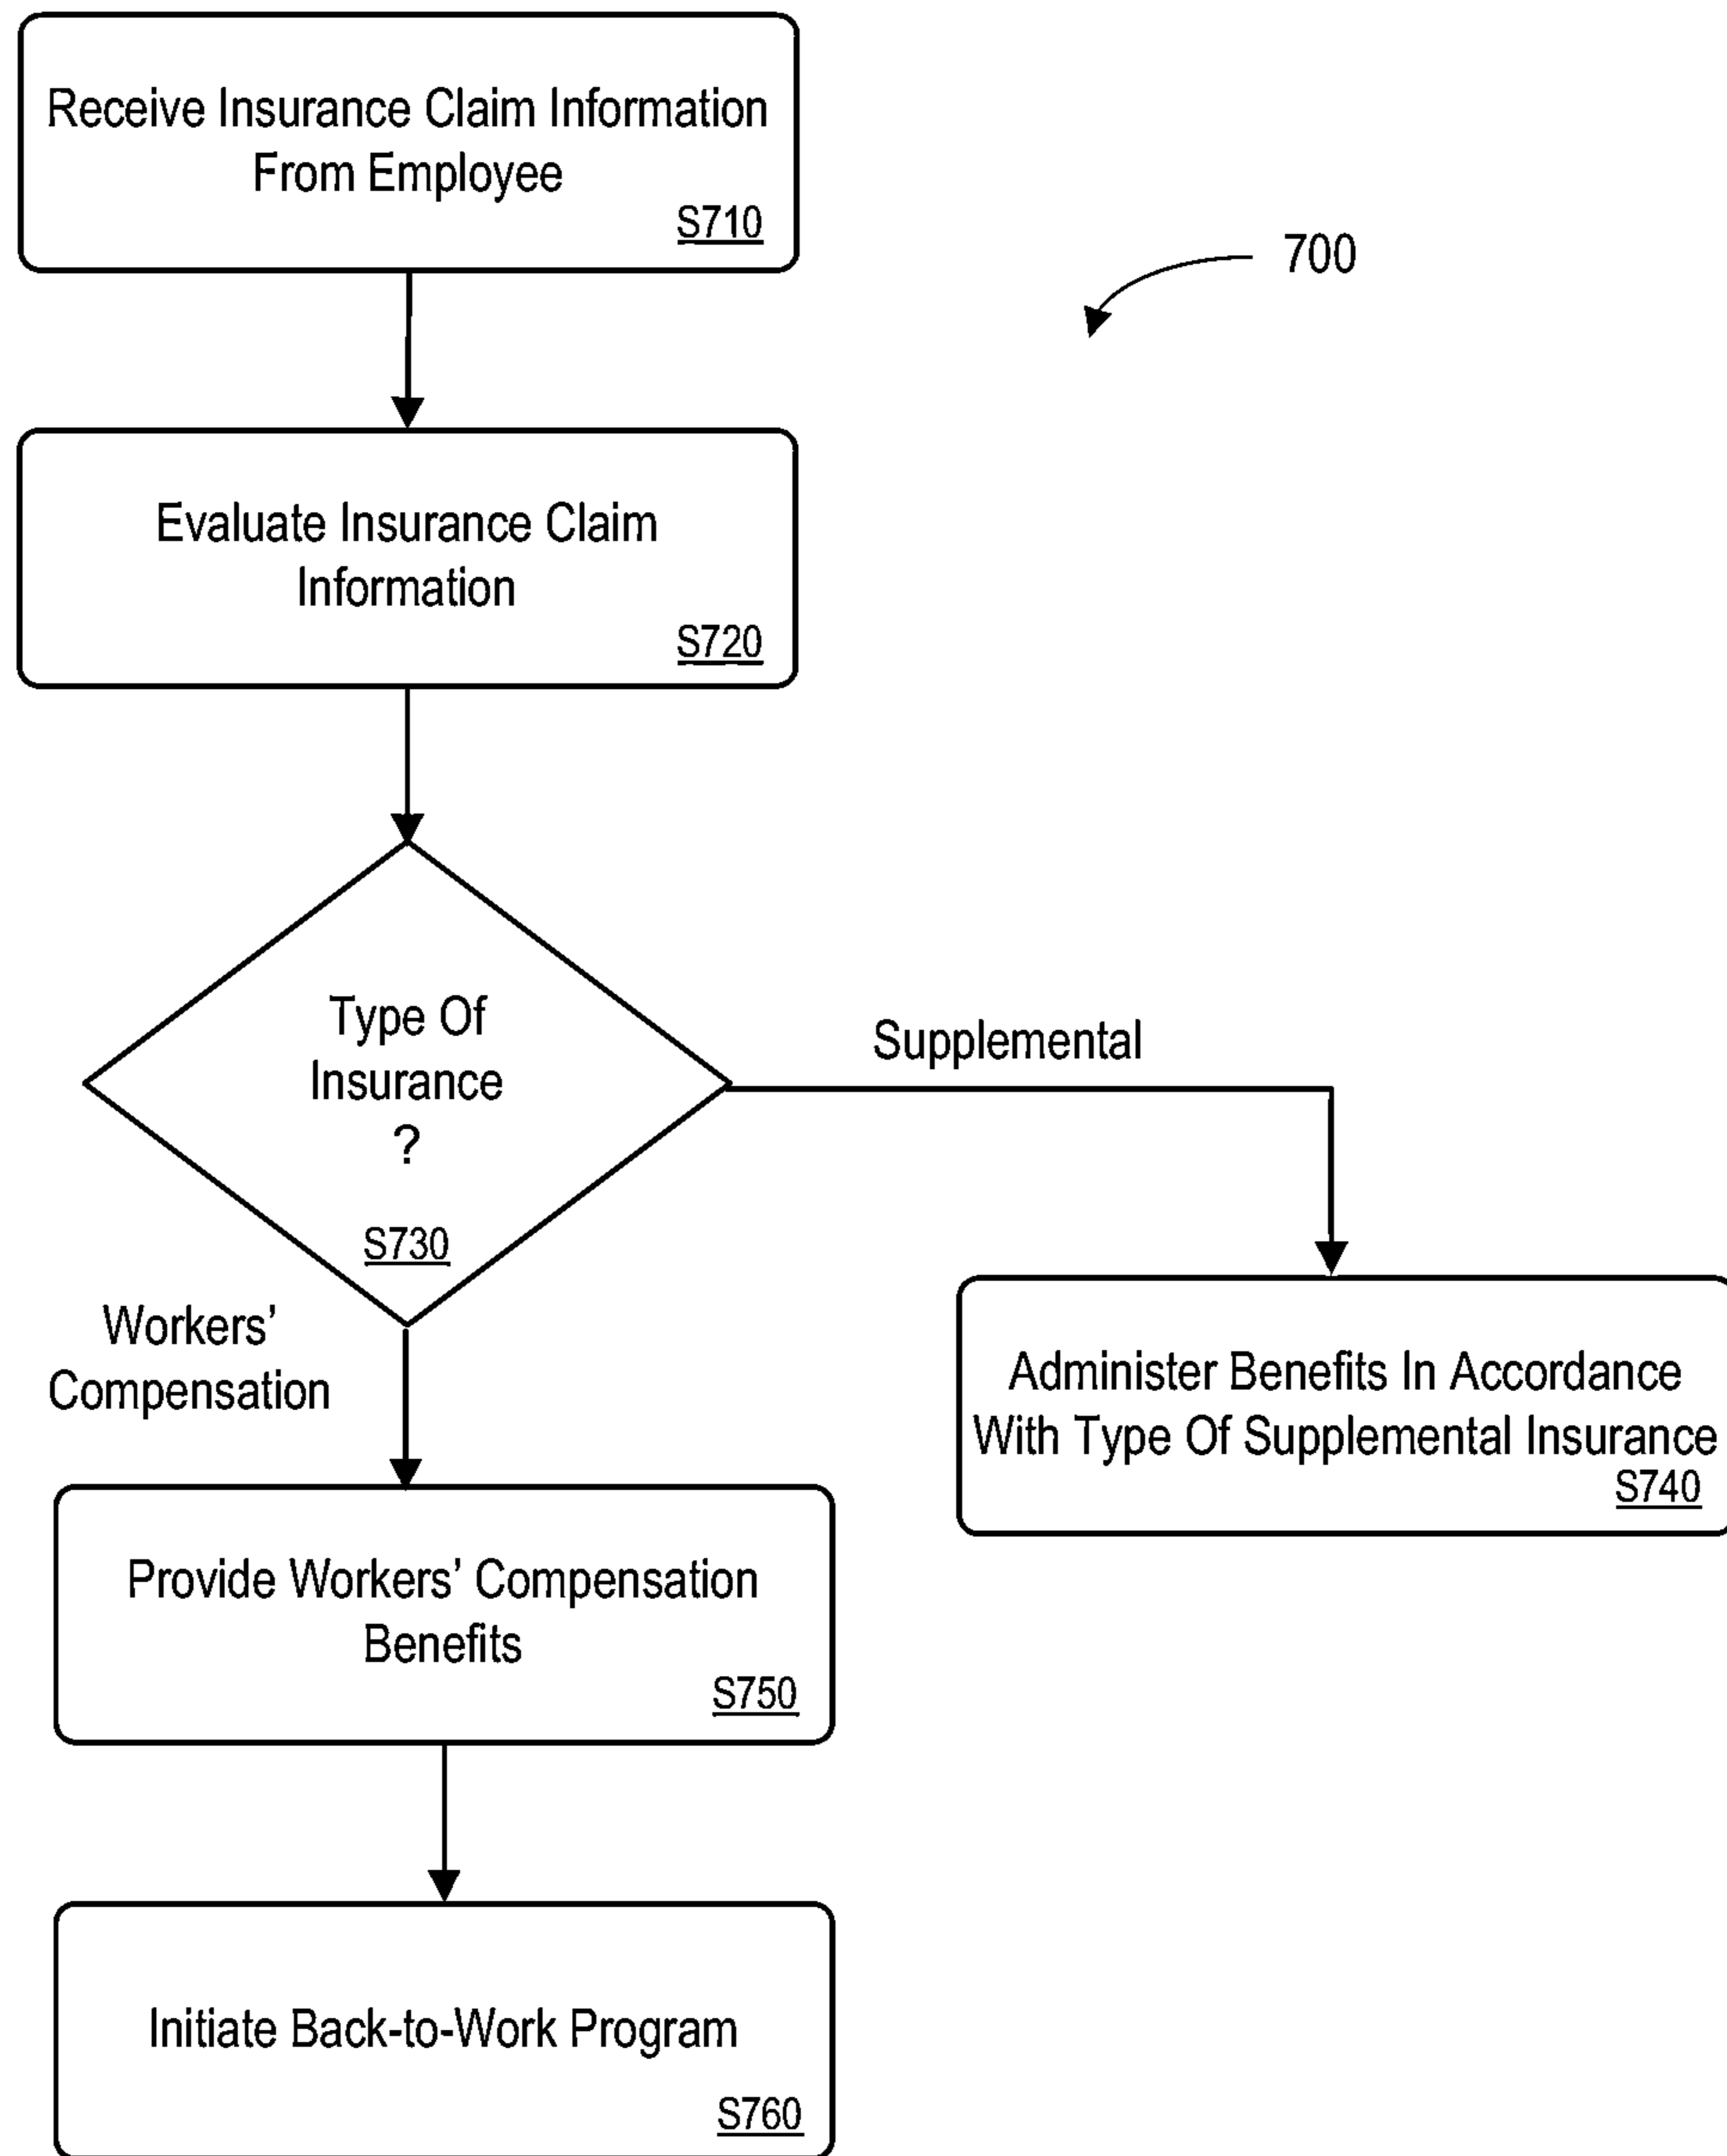 Receive Insurance Claim Information
From Employee
S710
700
Evaluate Insurance Claim
Information
S720
Type Of
Insurance
?
S730
Supplemental
Workers’
Compensation
Administer Benefits In Accordance
With Type Of Supplemental Insurance
S740
Provide Workers’ Compensation
Benefits
S750
Initiate Back-to-Work Program
S760